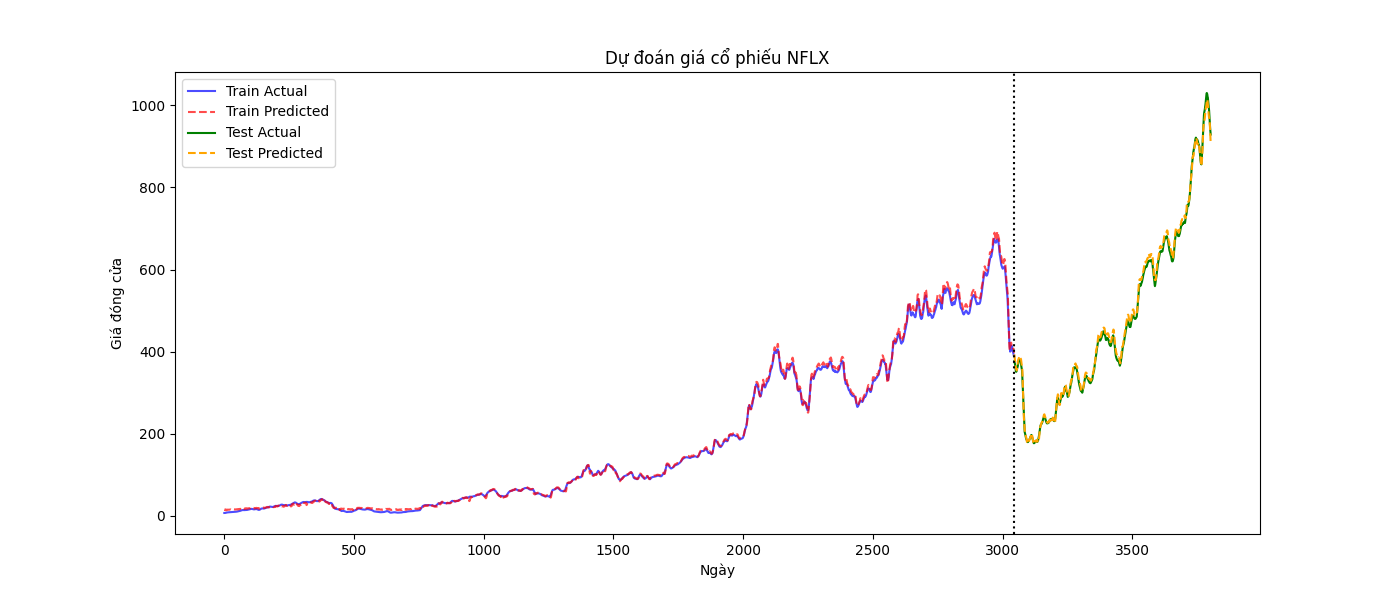 Dự đoán giá cổ phiếu NFLX
Train Actual
Train Predicted
Test Actual
Test Predicted
1000
800
600
400
200
0
Giá đóng cửa
0 500 1000 1500 2000 2500 3000 3500
Ngày